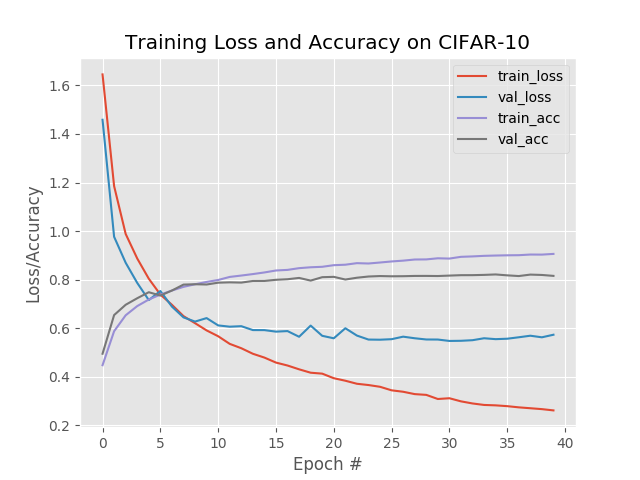 Training Loss and Accuracy on CIFAR-10
train_loss
val_loss
train_acc
val_acc
Loss/Accuracy
1.6
1.4
1.2
1.0
0.8
0.6
0.4
0.2
0 5 10 15 20 25 30 35 40
Epoch #